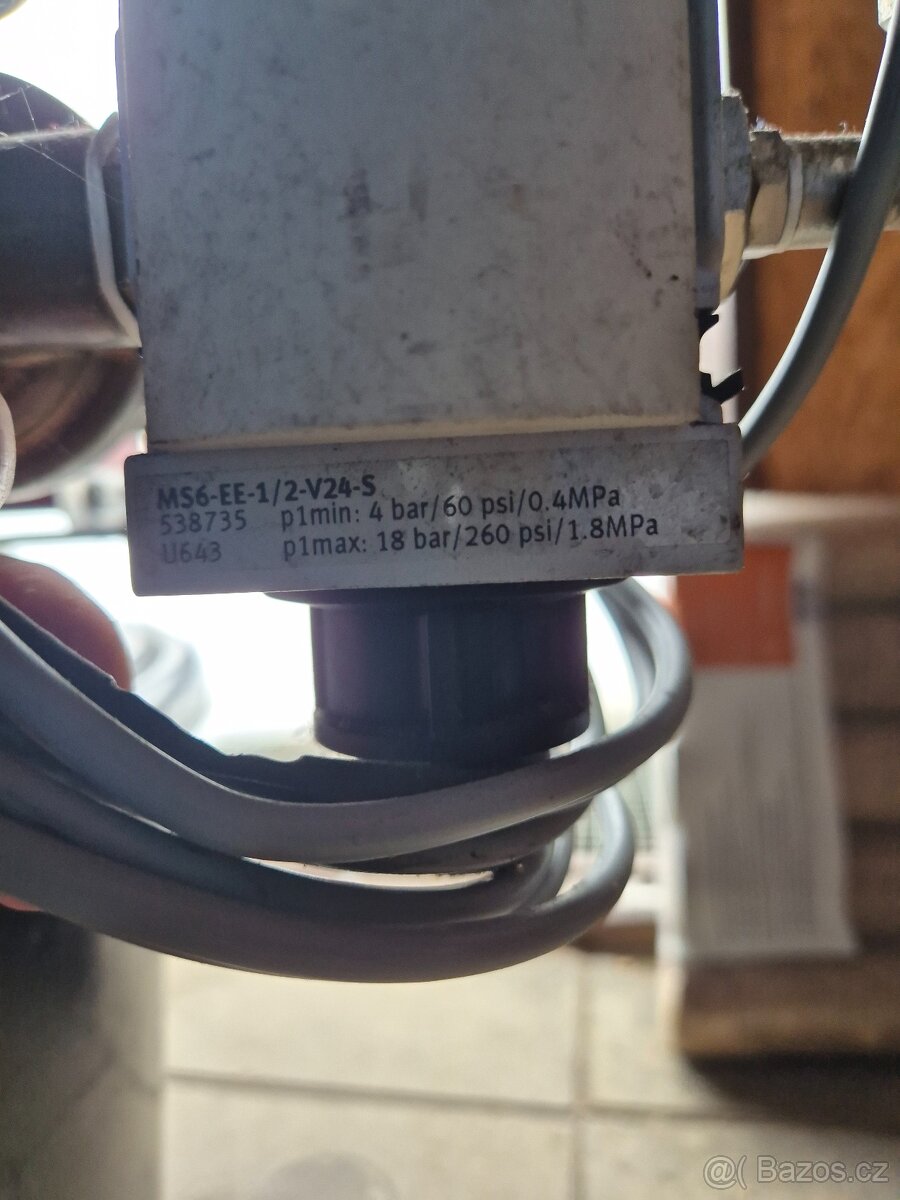 MS6-EE-1/2-V24-S
538735 p1min: 4 bar/60 psi/0.4MPa
U643 p1max: 18 bar/260 psi/1.8MPa
@( Bazos.cz